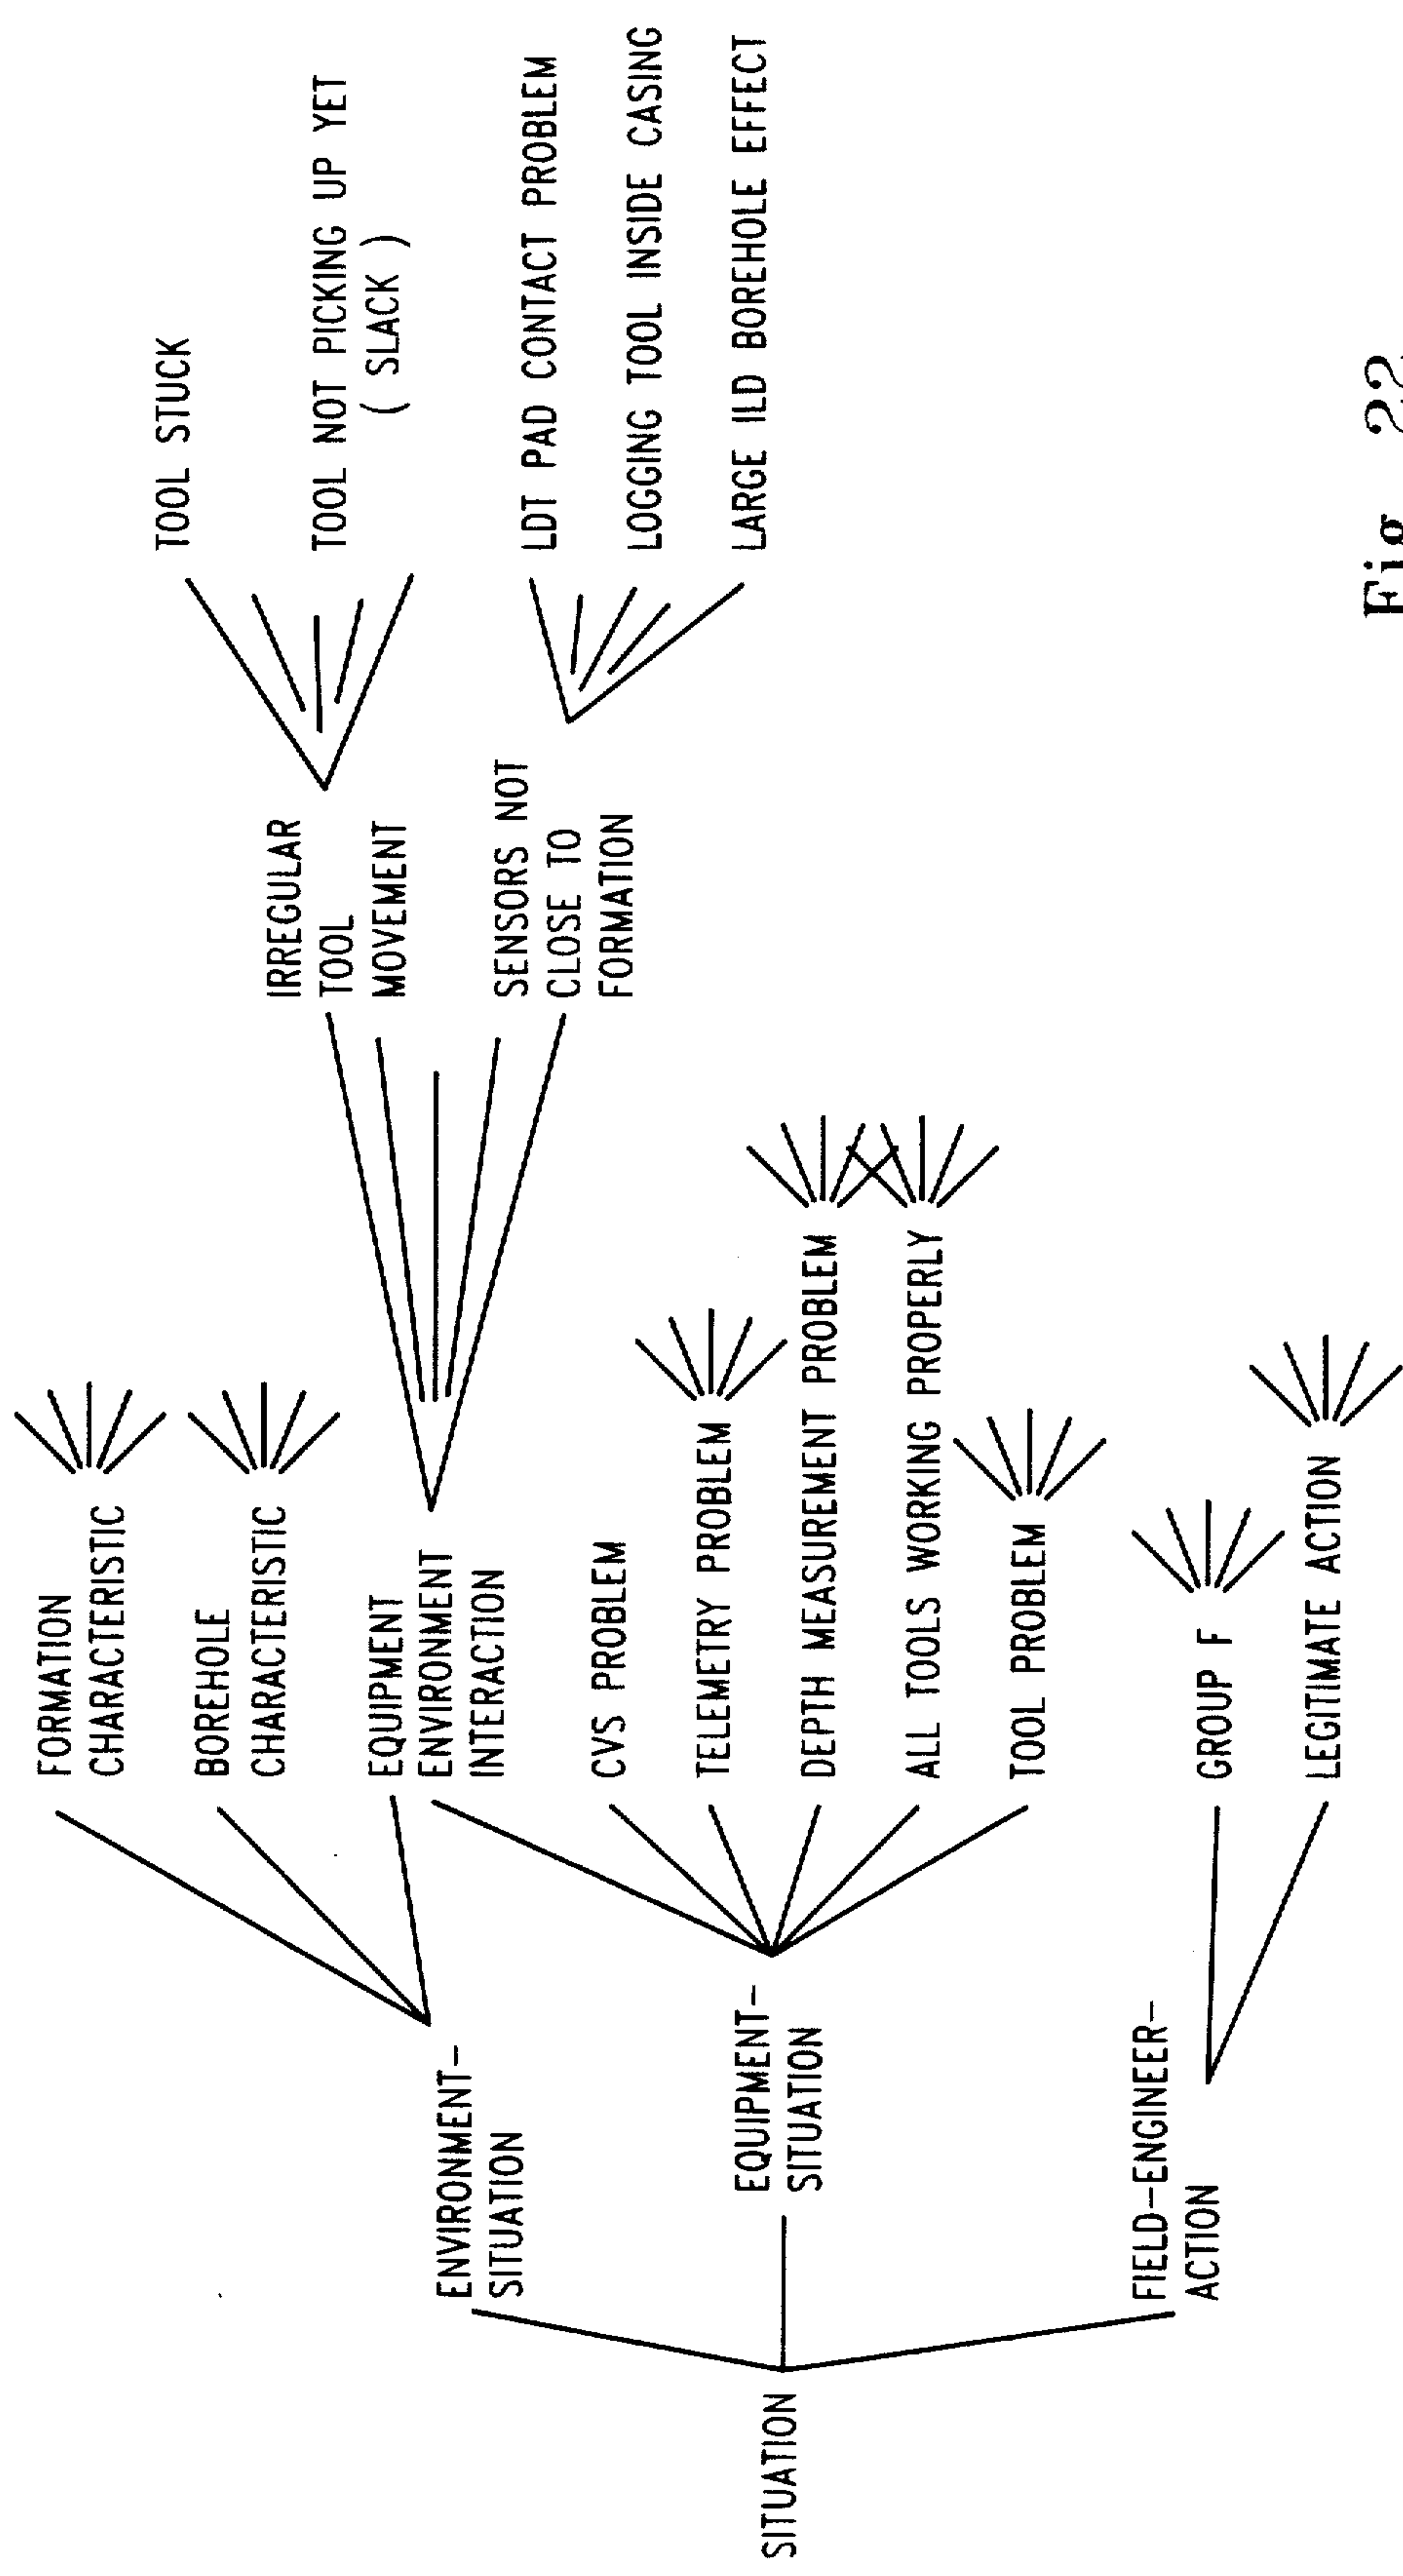 SITUATION
ENVIRONMENT–
SITUATION
EQUIPMENT–
SITUATION
FIELD–ENGINEER–
ACTION
FORMATION
CHARACTERISTIC
BOREHOLE
CHARACTERISTIC
EQUIPMENT
ENVIRONMENT
INTERACTION
CVS PROBLEM
TELEMETRY PROBLEM
DEPTH MEASUREMENT PROBLEM
ALL TOOLS WORKING PROPERLY
TOOL PROBLEM
GROUP F
LEGITIMATE ACTION
IRREGULAR
TOOL
MOVEMENT
SENSORS NOT
CLOSE TO
FORMATION
TOOL STUCK
TOOL NOT PICKING UP YET
( SLACK )
LDT PAD CONTACT PROBLEM
LOGGING TOOL INSIDE CASING
LARGE ILD BOREHOLE EFFECT
Fig. 22